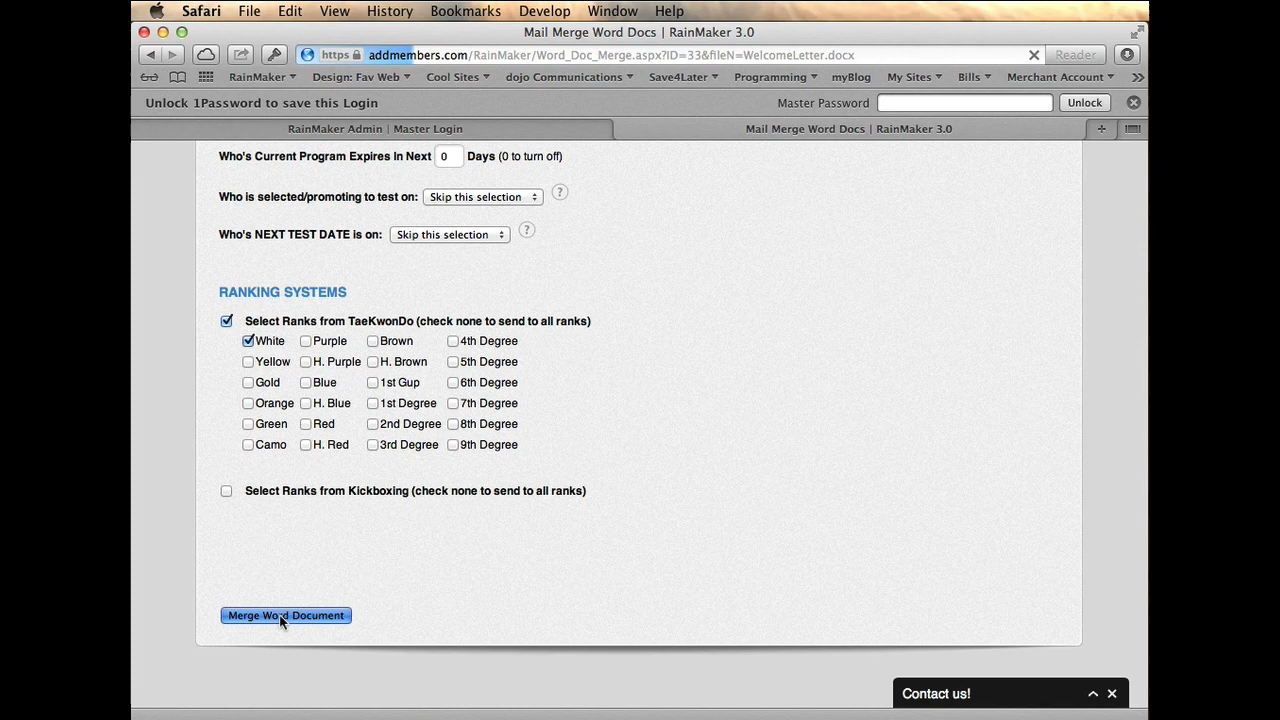 Safari File Edit View History Bookmarks Develop Window Help
Mail Merge Word Docs | RainMaker 3.0
https addmembers.com/RainMaker/Word_Doc_Merge.aspx?ID=33&fileN=WelcomeLetter.docx Reader
RainMaker Design: Fav Web Cool Sites dojo Communications Save4Later Programming myBlog My Sites Bills Merchant Account
Unlock 1Password to save this Login Master Password Unlock
RainMaker Admin | Master Login Mail Merge Word Docs | RainMaker 3.0
Who's Current Program Expires In Next 0 Days (0 to turn off)
Who is selected/promoting to test on: Skip this selection ?
Who's NEXT TEST DATE is on: Skip this selection ?
RANKING SYSTEMS
Select Ranks from TaeKwonDo (check none to send to all ranks)
White Purple Brown 4th Degree
Yellow H. Purple H. Brown 5th Degree
Gold Blue 1st Gup 6th Degree
Orange H. Blue 1st Degree 7th Degree
Green Red 2nd Degree 8th Degree
Camo H. Red 3rd Degree 9th Degree
Select Ranks from Kickboxing (check none to send to all ranks)
Merge Word Document
Contact us!